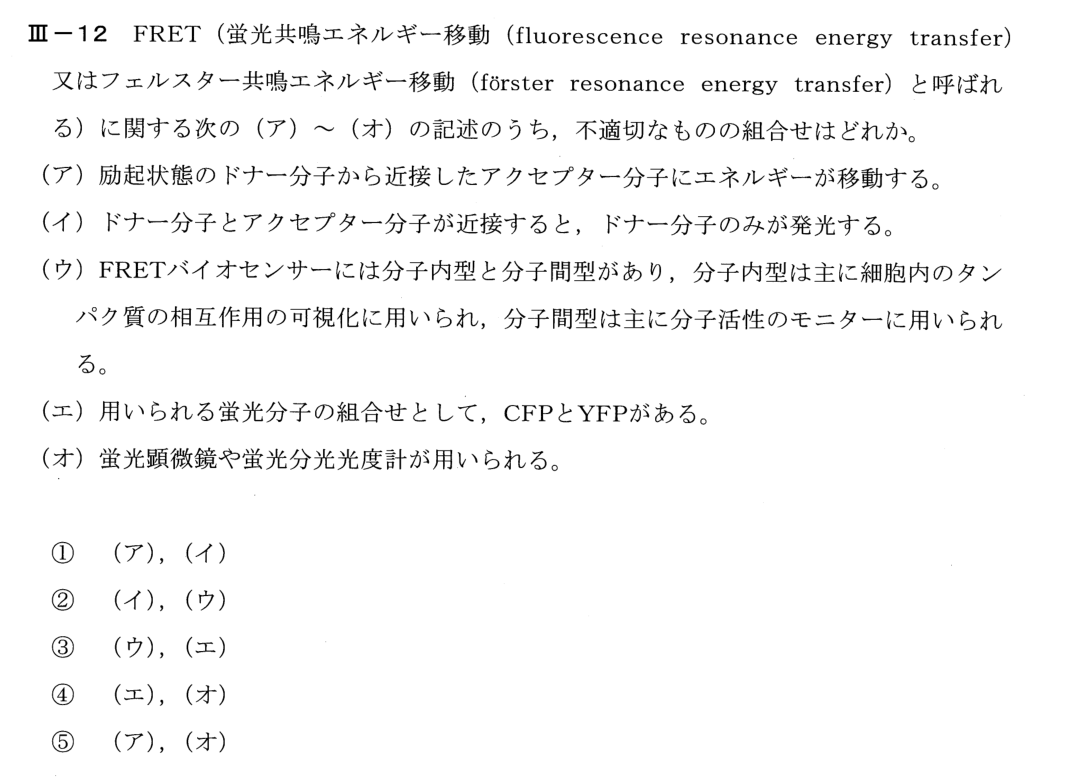 Ⅲ－12　FRET（蛍光共鳴エネルギー移動（fluorescence resonance energy transfer）
又はフェルスター共鳴エネルギー移動（förster resonance energy transfer）と呼ばれ
る）に関する次の（ア）～（オ）の記述のうち，不適切なものの組合せはどれか。
（ア）励起状態のドナー分子から近接したアクセプター分子にエネルギーが移動する。
（イ）ドナー分子とアクセプター分子が近接すると，ドナー分子のみが発光する。
（ウ）FRETバイオセンサーには分子内型と分子間型があり，分子内型は主に細胞内のタン
パク質の相互作用の可視化に用いられ，分子間型は主に分子活性のモニターに用いられ
る。
（エ）用いられる蛍光分子の組合せとして，CFPとYFPがある。
（オ）蛍光顕微鏡や蛍光分光光度計が用いられる。
①　（ア），（イ）
②　（イ），（ウ）
③　（ウ），（エ）
④　（エ），（オ）
⑤　（ア），（オ）